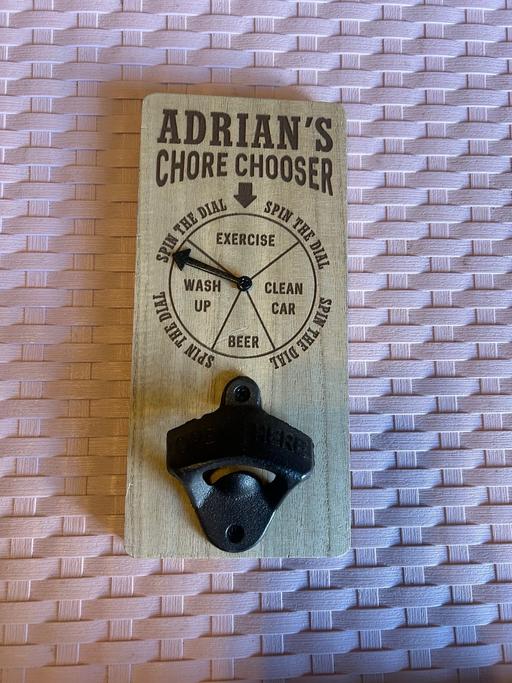 ADRIAN'S
CHORE CHOOSER
SPIN THE DIAL
SPIN THE DIAL
EXERCISE
WASH
UP
CLEAN
CAR
BEER
SPIN THE DIAL
SPIN THE DIAL
HERE